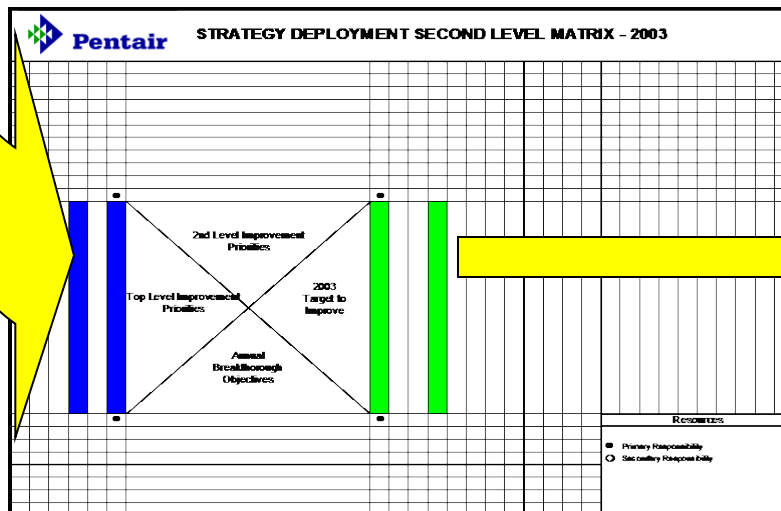 Pentair
STRATEGY DEPLOYMENT SECOND LEVEL MATRIX - 2003
2nd Level Improvement
Priorities
Top Level Improvement
Priorities
2003
Target to
Improve
Annual
Breakthorough
Objectives
Resources
Primary Responsibility
Secondary Responsibility